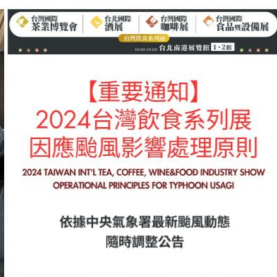 台灣國際
茶業博覽會
台北國際
酒展
台灣國際
咖啡展
台灣國際
食品暨設備展
台灣飲食系列展
台北南港展覽館 1·2館
【重要通知】
2024台灣飲食系列展
因應颱風影響處理原則
2024 TAIWAN INT'L TEA, COFFEE, WINE&FOOD INDUSTRY SHOW
OPERATIONAL PRINCIPLES FOR TYPHOON USAGI
依據中央氣象署最新颱風動態
隨時調整公告